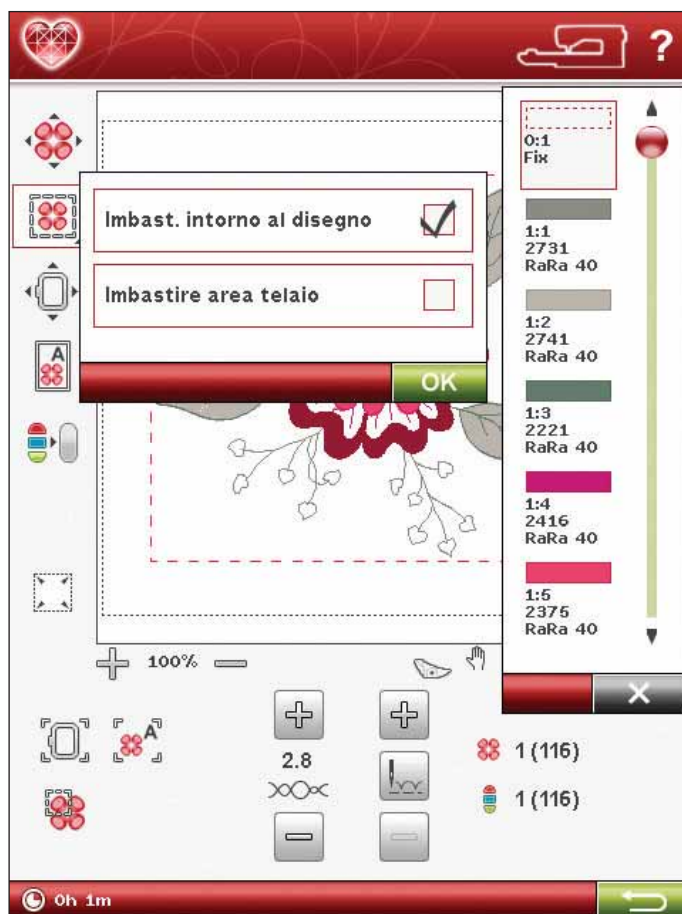 ?
Imbast. intorno al disegno
Imbastire area telaio
OK
0:1
Fix
1:1
2731
RaRa 40
1:2
2741
RaRa 40
1:3
2221
RaRa 40
1:4
2416
RaRa 40
1:5
2375
RaRa 40
A
100%
A
2.8
1 (116)
1 (116)
0h 1m